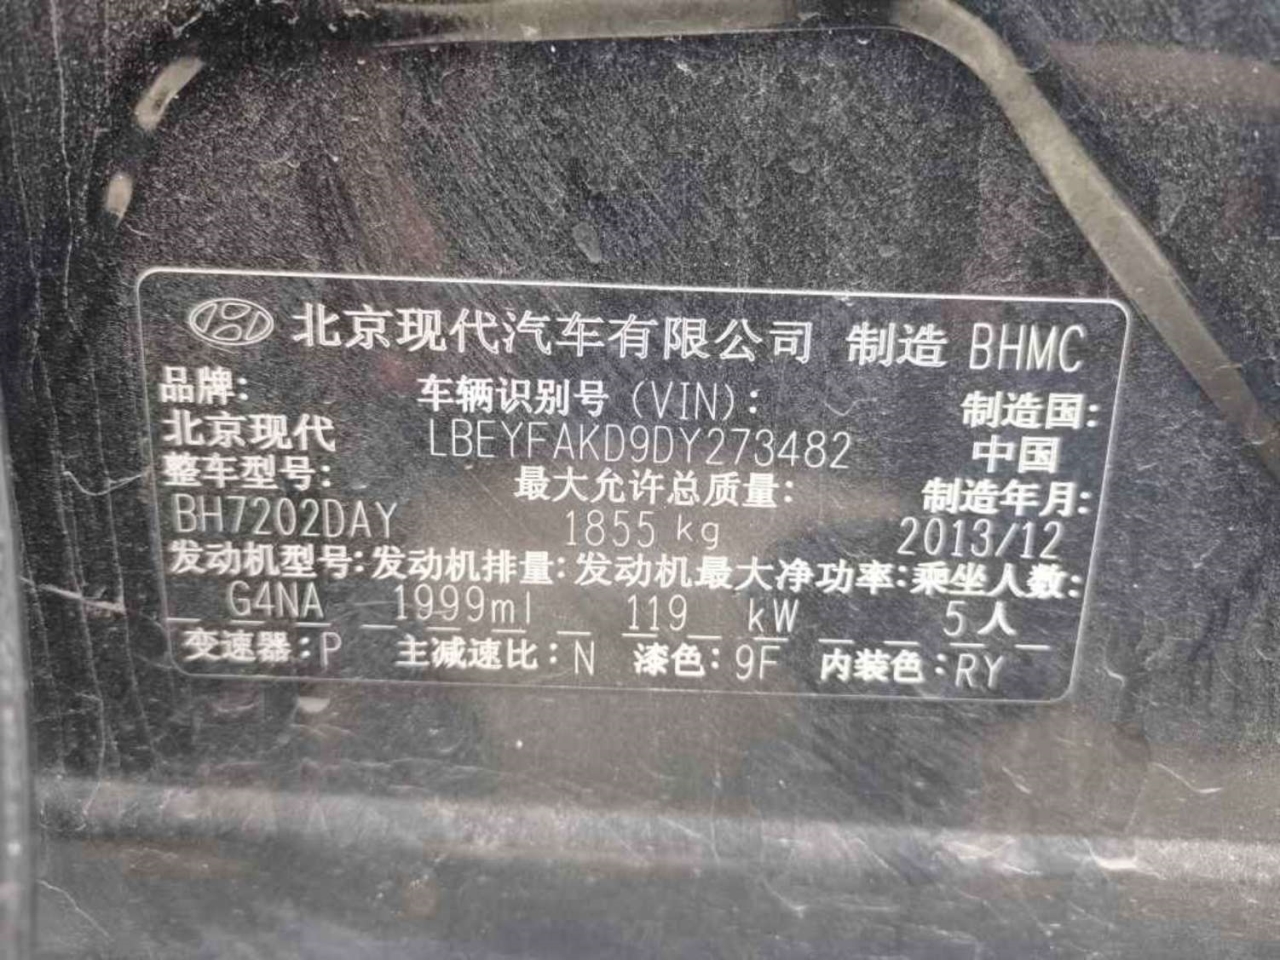 北京现代汽车有限公司 制造 BHMC
品牌: 车辆识别号 (VIN): 制造国:
北京现代 LBEYFAKD9DY273482 中国
整车型号: 最大允许总质量: 制造年月:
BH7202DAY 1855 kg 2013/12
发动机型号: 发动机排量: 发动机最大净功率: 乘坐人数:
G4NA 1999ml 119 kW 5人
变速器: P 主减速比: N 漆色: 9F 内装色: RY